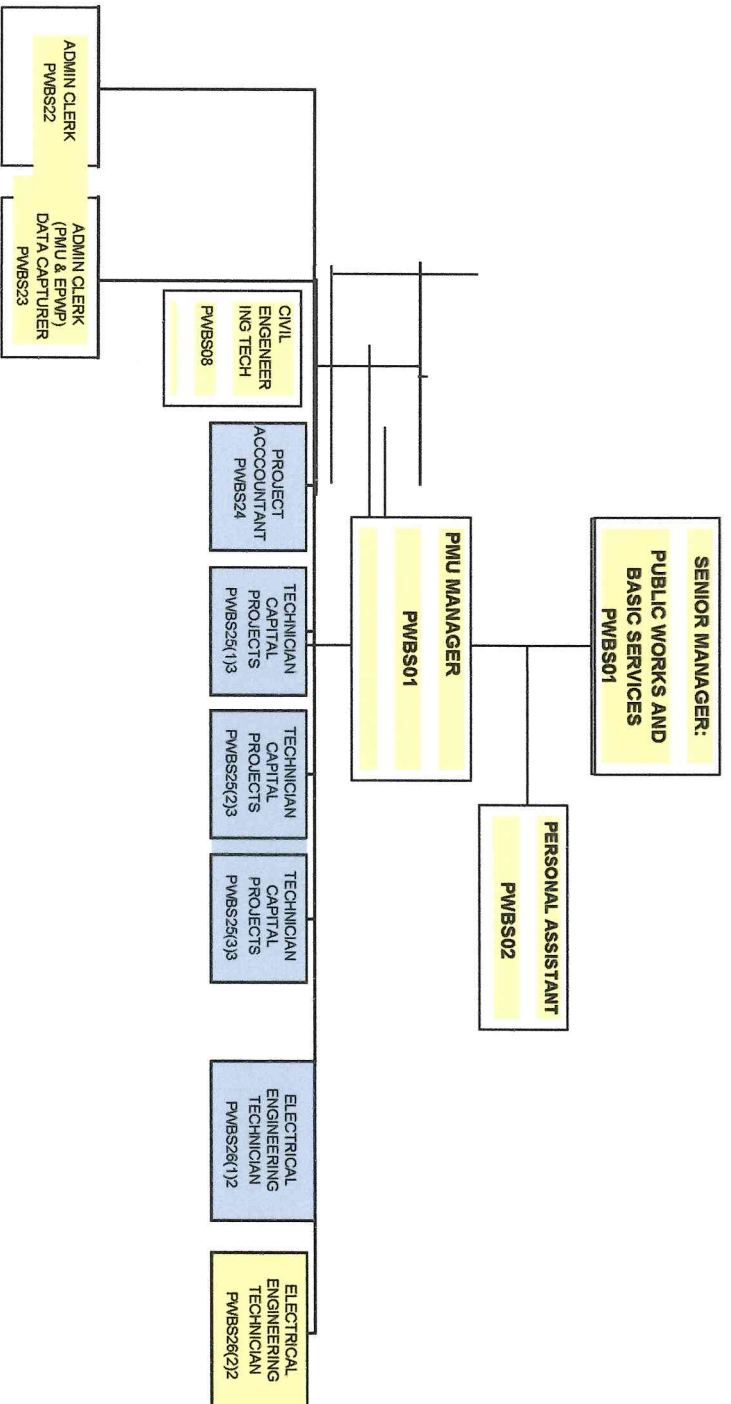 SENIOR MANAGER:
PUBLIC WORKS AND
BASIC SERVICES
PWBS01
PERSONAL ASSISTANT
PWBS02
PMU MANAGER
PWBS01
CIVIL
ENGENEER
ING TECH
PWBS08
PROJECT
ACCCOUNTANT
PWBS24
TECHNICIAN
CAPITAL
PROJECTS
PWBS25(1)3
TECHNICIAN
CAPITAL
PROJECTS
PWBS25(2)3
TECHNICIAN
CAPITAL
PROJECTS
PWBS25(3)3
ELECTRICAL
ENGINEERING
TECHNICIAN
PWBS26(1)2
ELECTRICAL
ENGINEERING
TECHNICIAN
PWBS26(2)2
ADMIN CLERK
PWBS22
ADMIN CLERK
(PMU & EPWP)
DATA CAPTURER
PWBS23